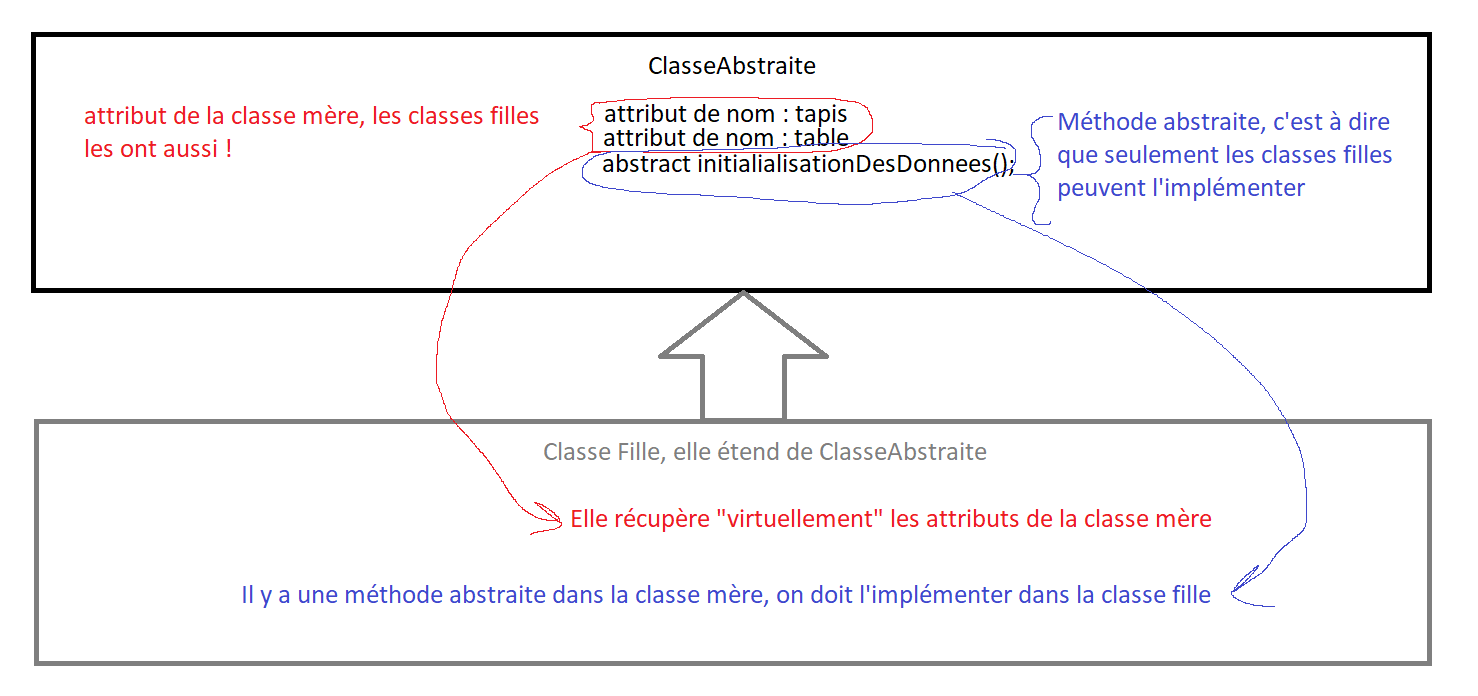 ClasseAbstraite
attribut de la classe mère, les classes filles
les ont aussi !
attribut de nom : tapis
attribut de nom : table
abstract initialialisationDesDonnees();
Méthode abstraite, c'est à dire
que seulement les classes filles
peuvent l'implémenter
Classe Fille, elle étend de ClasseAbstraite
Elle récupère "virtuellement" les attributs de la classe mère
Il y a une méthode abstraite dans la classe mère, on doit l'implémenter dans la classe fille